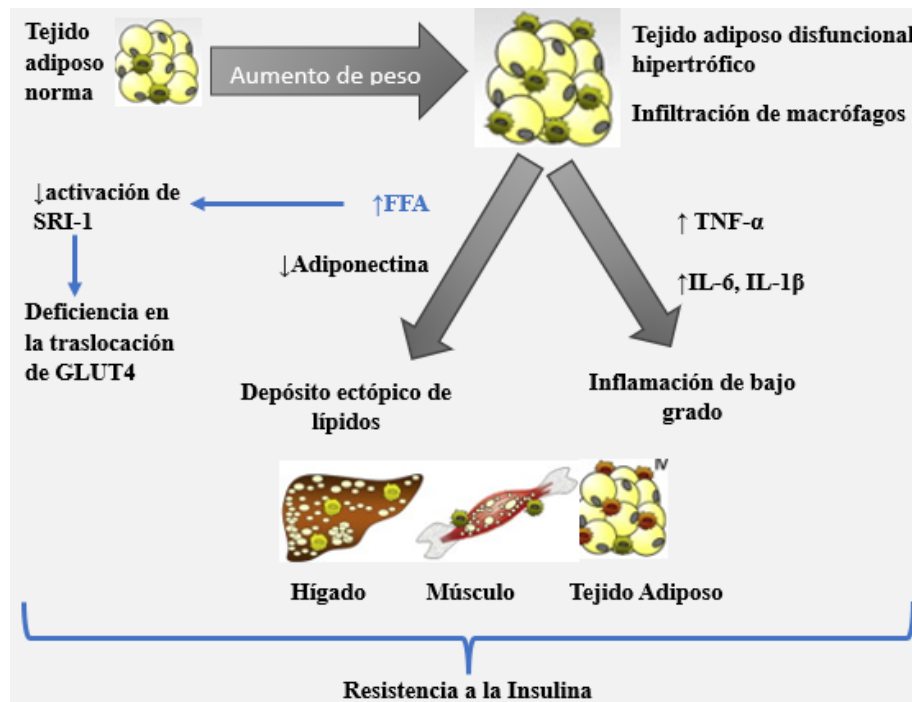 Tejido
adiposo
norma
Aumento de peso
Tejido adiposo disfuncional
hipertrófico
Infiltración de macrófagos
↓activación de
SRI-1
↑FFA
↓Adiponectina
↑ TNF-α
↑IL-6, IL-1β
Deficiencia en
la traslocación
de GLUT4
Depósito ectópico de
lípidos
Inflamación de bajo
grado
Hígado
Músculo
Tejido Adiposo
Resistencia a la Insulina